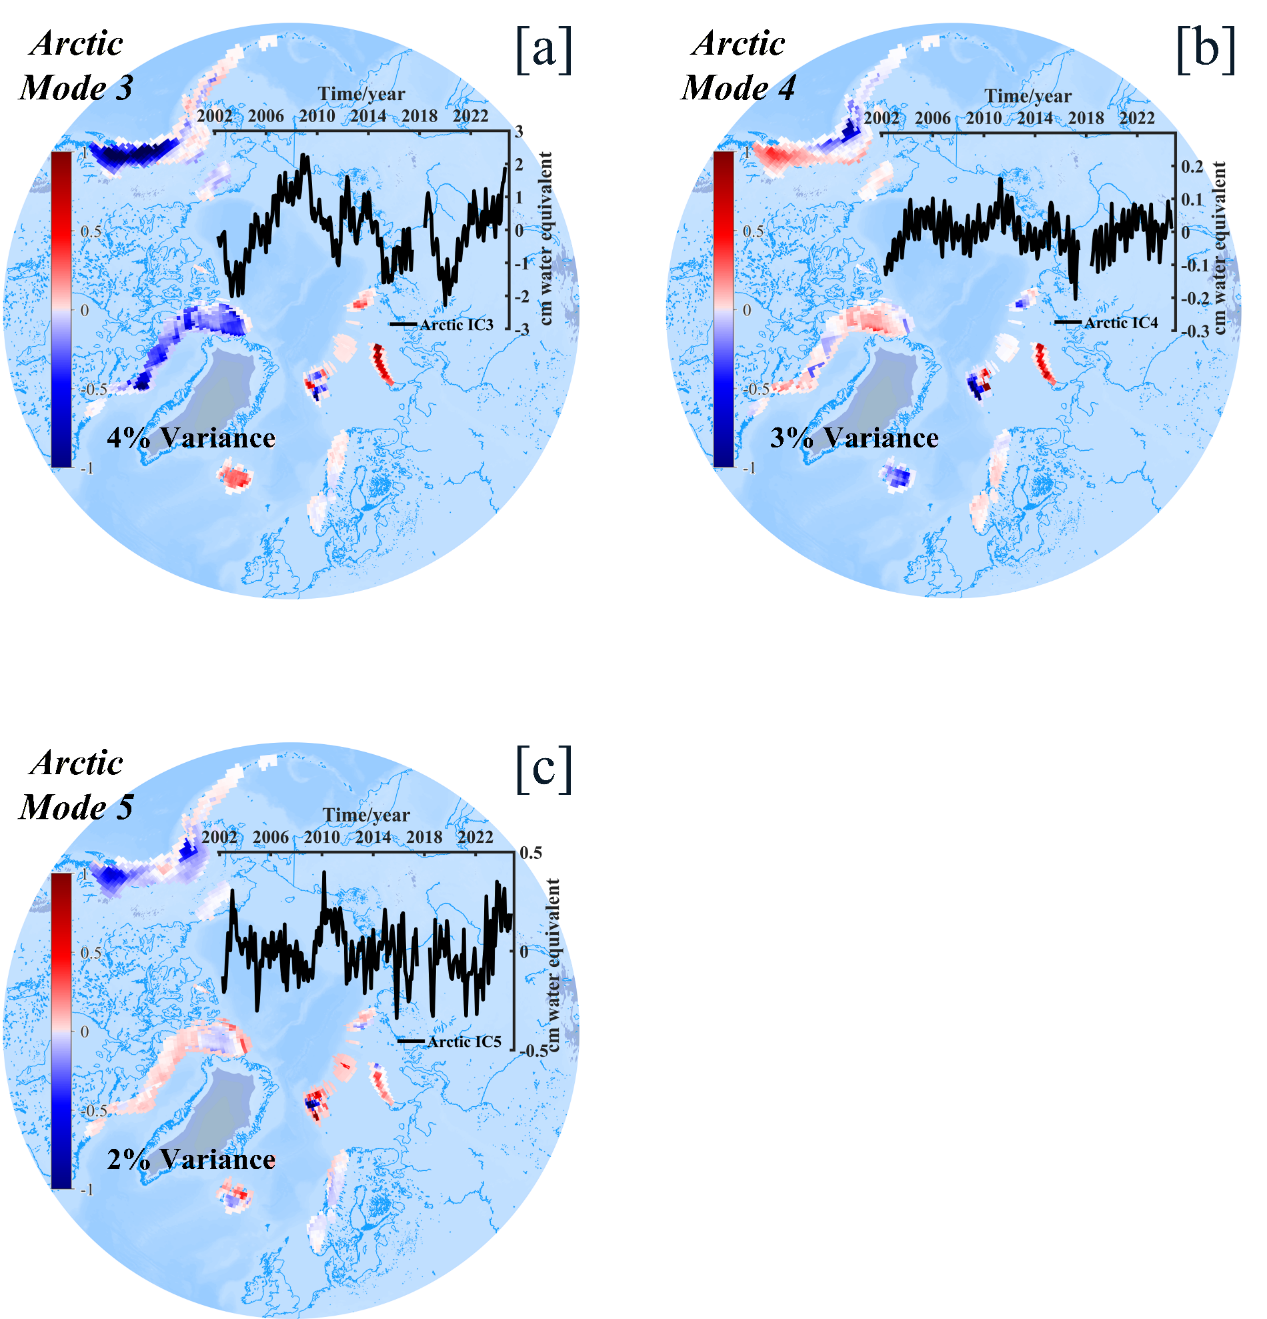 Arctic
Mode 3
[a]
Time/year
2002 2006 2010 2014 2018 2022
3
2
1
0
-1
-2
-3
cm water equivalent
1
0.5
0
-0.5
-1
Arctic IC3
4% Variance
Arctic
Mode 4
[b]
Time/year
2002 2006 2010 2014 2018 2022
0.2
0.1
0
-0.1
-0.2
-0.3
cm water equivalent
1
0.5
0
-0.5
-1
Arctic IC4
3% Variance
Arctic
Mode 5
[c]
Time/year
2002 2006 2010 2014 2018 2022
0.5
0
-0.5
cm water equivalent
1
0.5
0
-0.5
-1
Arctic IC5
2% Variance